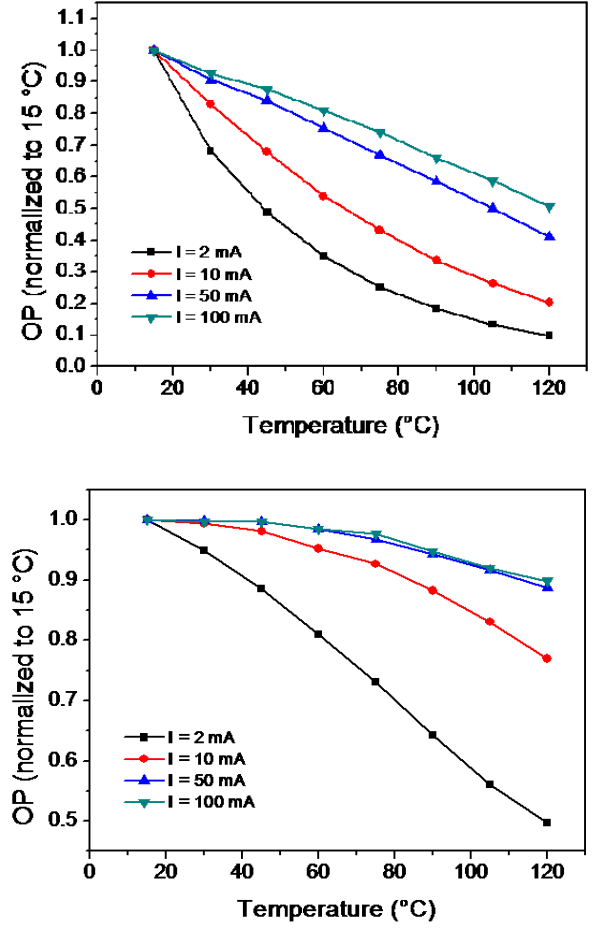 OP (normalized to 15 °C)
1.0
0.9
0.8
0.7
0.6
0.5
0.4
0.3
0.2
0.1
0.0
I = 2 mA
I = 10 mA
I = 50 mA
I = 100 mA
0 20 40 60 80 100 120
Temperature (°C)
OP (normalized to 15 °C)
1.0
0.9
0.8
0.7
0.6
0.5
I = 2 mA
I = 10 mA
I = 50 mA
I = 100 mA
0 20 40 60 80 100 120
Temperature (°C)